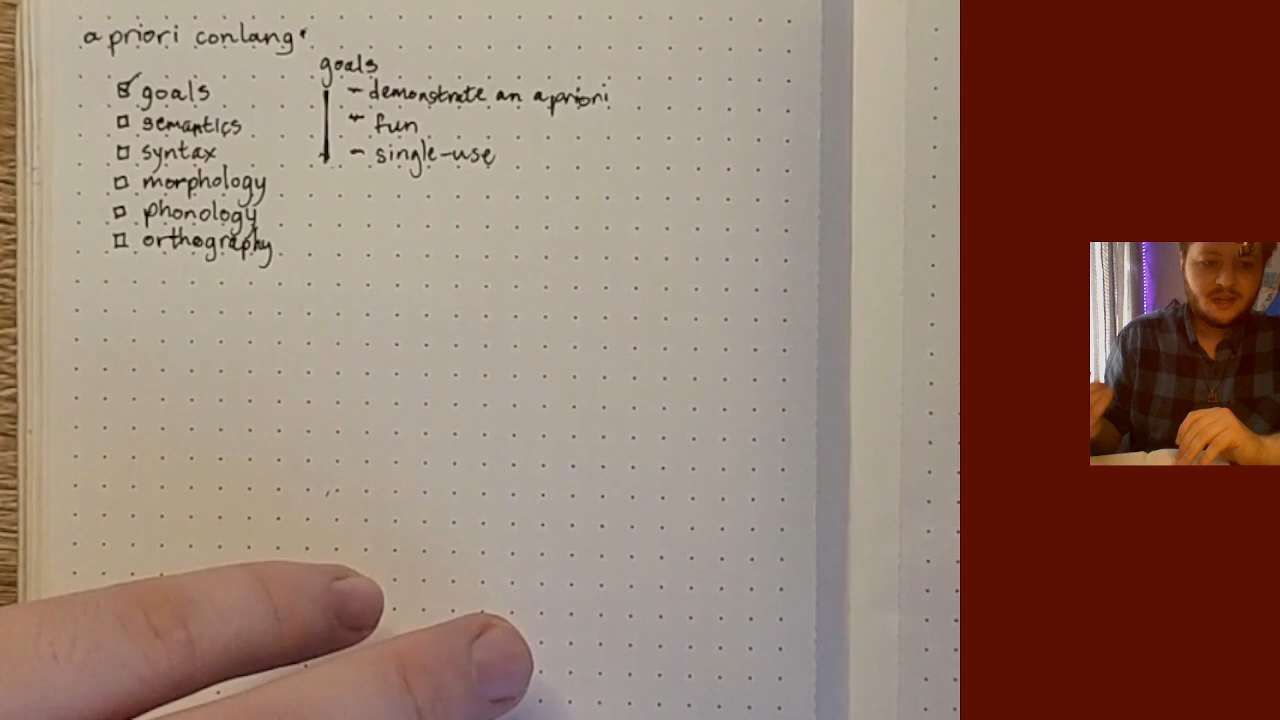 a priori conlang
goals
semantics
syntax
morphology
phonology
orthography
goals
- demonstrate an a priori
- fun
- single-use